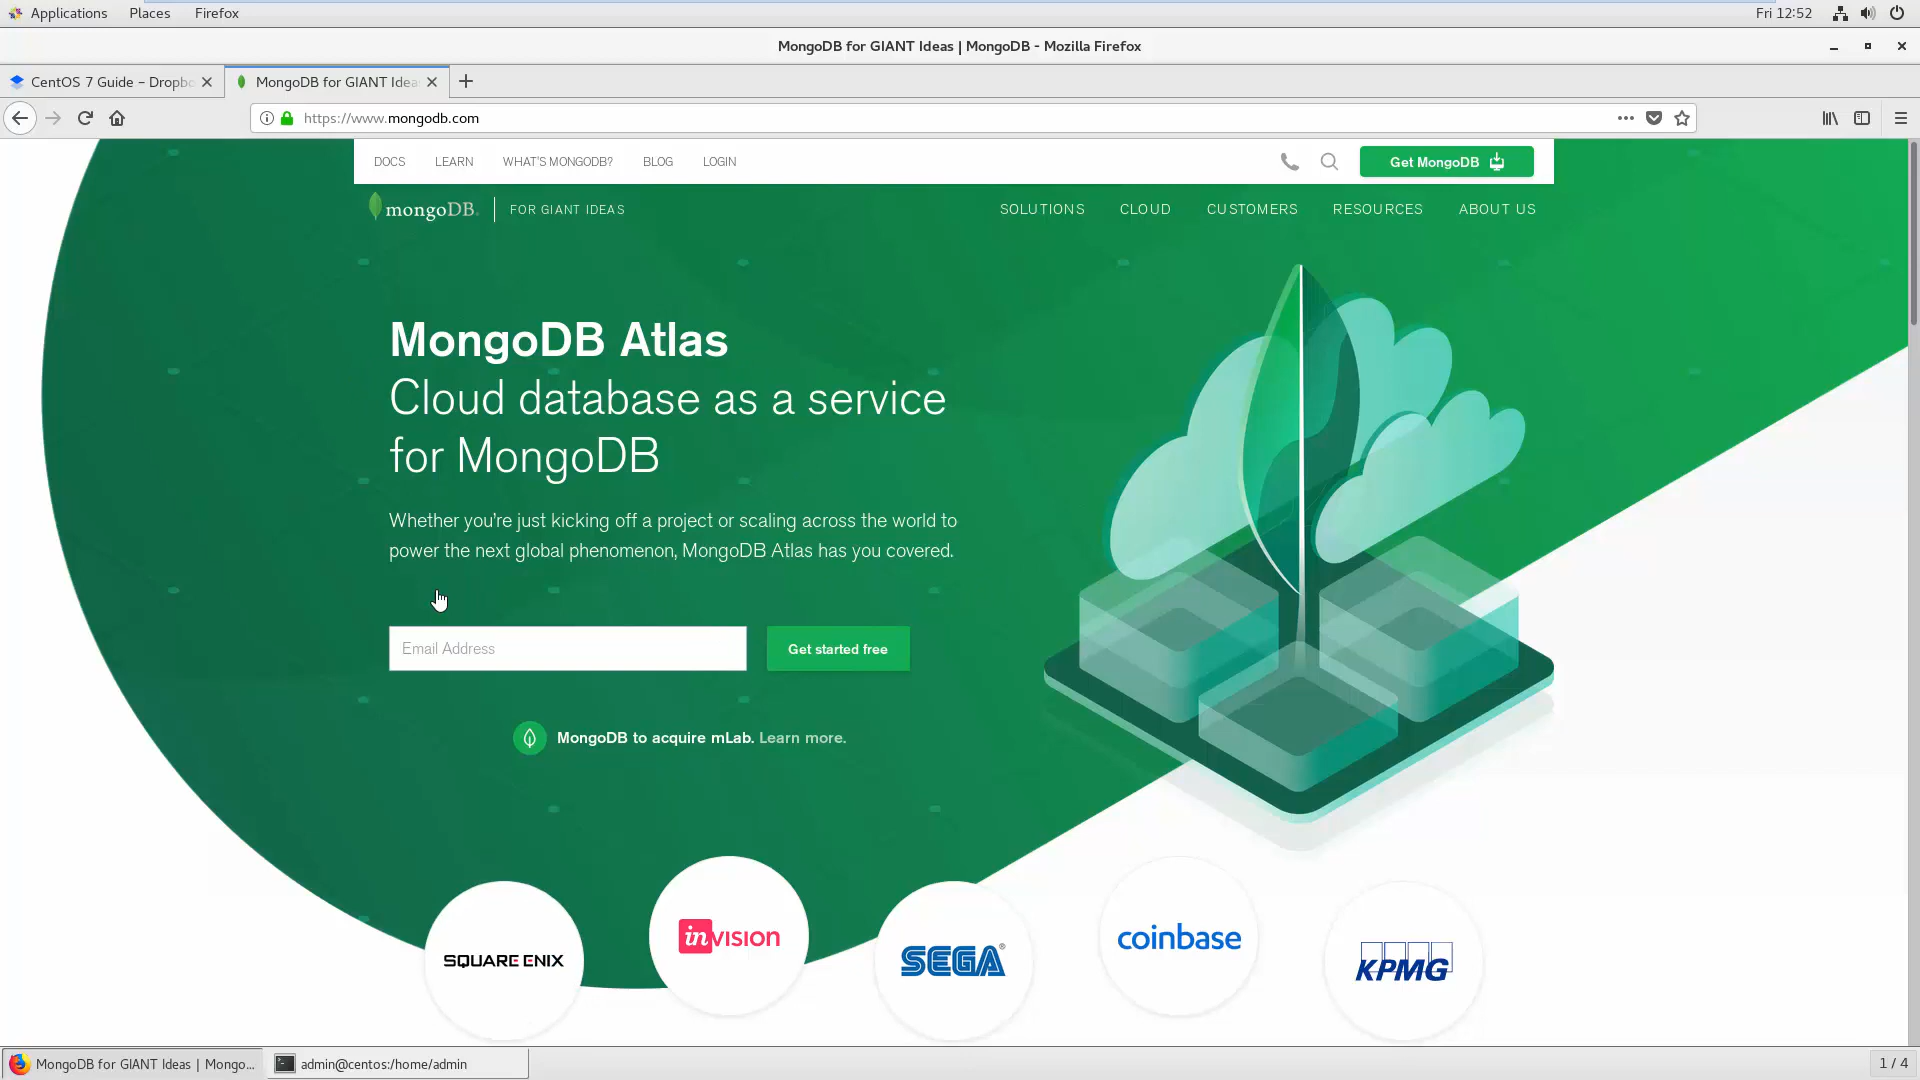 Applications Places Firefox Fri 12:52
MongoDB for GIANT Ideas | MongoDB - Mozilla Firefox
CentOS 7 Guide – Dropbo
MongoDB for GIANT Idea
https://www.mongodb.com
DOCS LEARN WHAT'S MONGODB? BLOG LOGIN Get MongoDB
mongoDB. FOR GIANT IDEAS SOLUTIONS CLOUD CUSTOMERS RESOURCES ABOUT US
MongoDB Atlas
Cloud database as a service
for MongoDB
Whether you're just kicking off a project or scaling across the world to
power the next global phenomenon, MongoDB Atlas has you covered.
Email Address Get started free
MongoDB to acquire mLab. Learn more.
SQUARE ENIX
inVISION
SEGA®
coinbase
KPMG
MongoDB for GIANT Ideas | Mongo... admin@centos:/home/admin 1 / 4